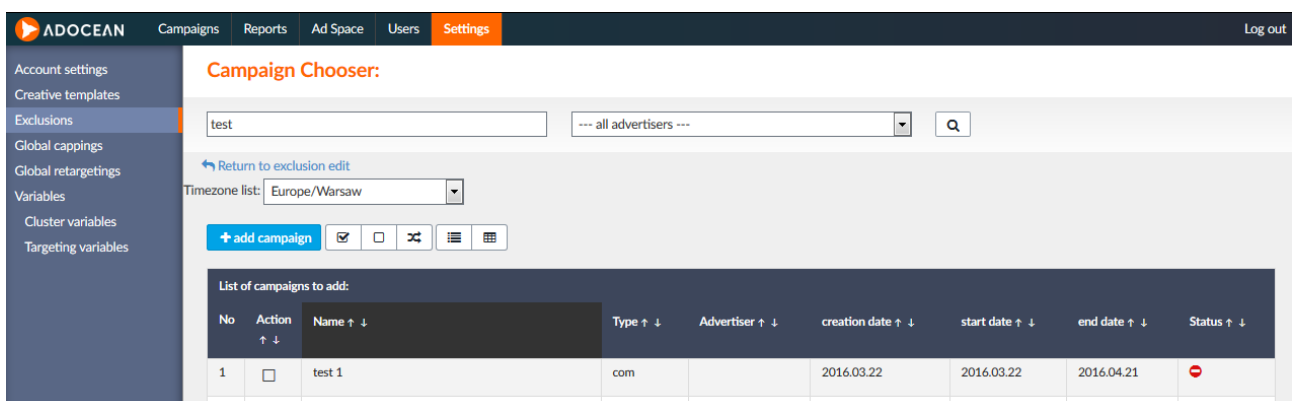 ADOCEAN Campaigns Reports Ad Space Users Settings Log out
Account settings
Creative templates
Exclusions
Global cappings
Global retargetings
Variables
Cluster variables
Targeting variables
Campaign Chooser:
test --- all advertisers ---
Return to exclusion edit
Timezone list: Europe/Warsaw
+ add campaign
List of campaigns to add:
No Action ↑ ↓ Name ↑ ↓ Type ↑ ↓ Advertiser ↑ ↓ creation date ↑ ↓ start date ↑ ↓ end date ↑ ↓ Status ↑ ↓
1 test 1 com 2016.03.22 2016.03.22 2016.04.21